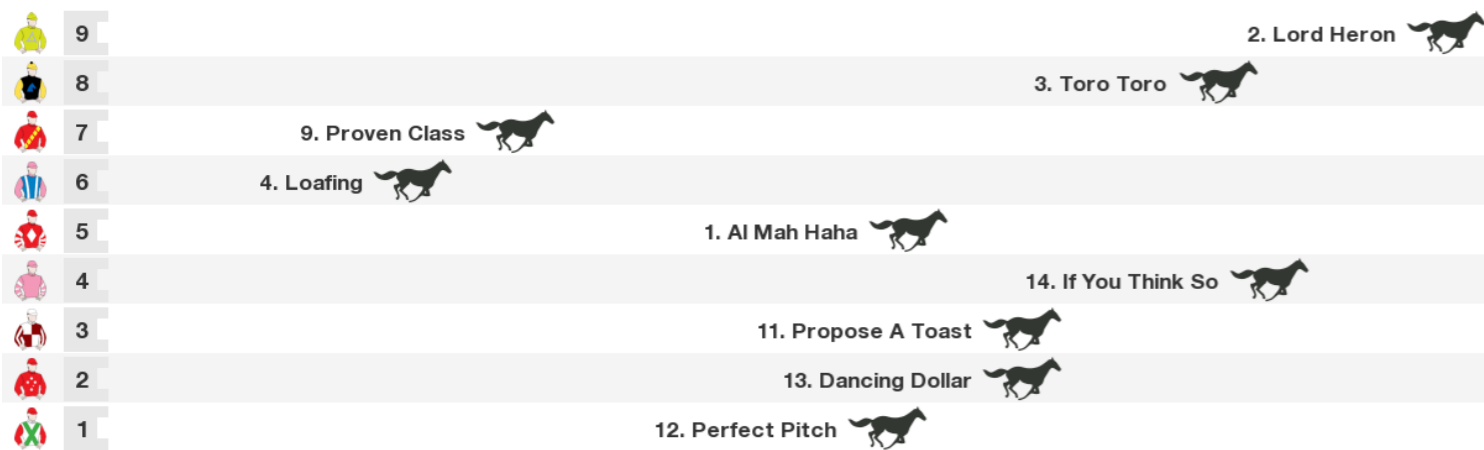 9 2. Lord Heron
8 3. Toro Toro
7 9. Proven Class
6 4. Loafing
5 1. Al Mah Haha
4 14. If You Think So
3 11. Propose A Toast
2 13. Dancing Dollar
1 12. Perfect Pitch